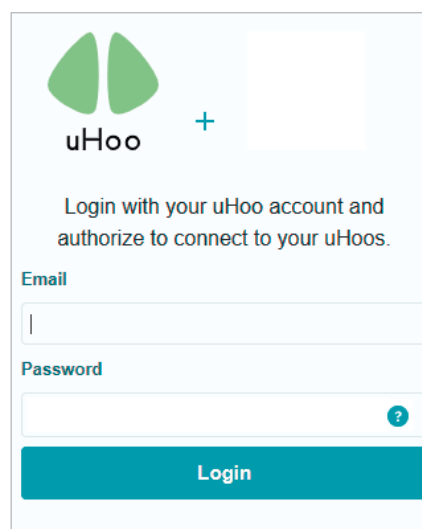 uHoo
+
Login with your uHoo account and
authorize to connect to your uHoos.
Email
Password
?
Login